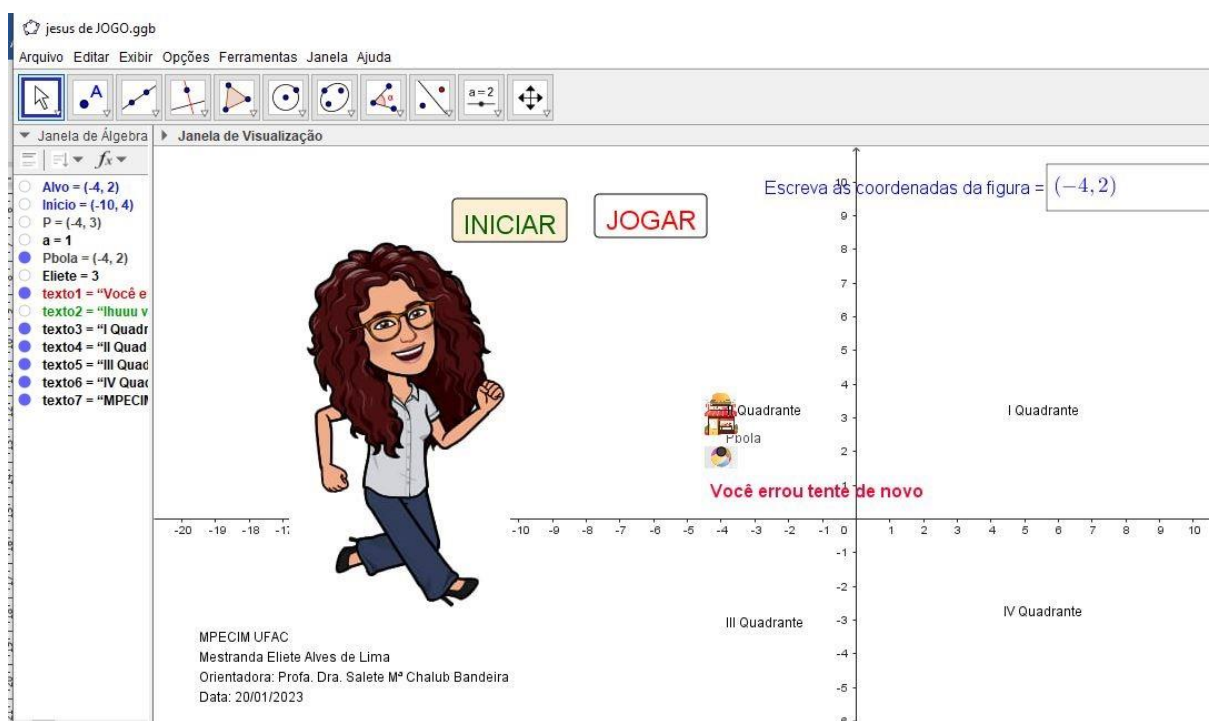 jesus de JOGO.ggb
Arquivo Editar Exibir Opções Ferramentas Janela Ajuda
A
a=2
Janela de Álgebra
Janela de Visualização
fx
Alvo = (-4, 2)
Início = (-10, 4)
P = (-4, 3)
a = 1
Pbola = (-4, 2)
Eliete = 3
texto1 = "Você e
texto2 = "Ihuuu v
texto3 = "I Quadr
texto4 = "II Quad
texto5 = "III Quad
texto6 = "IV Quad
texto7 = "MPECIM
INICIAR
JOGAR
Escreva as coordenadas da figura = (−4, 2)
10
9
8
7
6
5
4
3
2
1
Quadrante
I Quadrante
Pbola
Você errou tente de novo
-20 -19 -18 -17 -10 -9 -8 -7 -6 -5 -4 -3 -2 -1 0 1 2 3 4 5 6 7 8 9 10
-1
-2
-3
-4
-5
III Quadrante
IV Quadrante
MPECIM UFAC
Mestranda Eliete Alves de Lima
Orientadora: Profa. Dra. Salete Mª Chalub Bandeira
Data: 20/01/2023